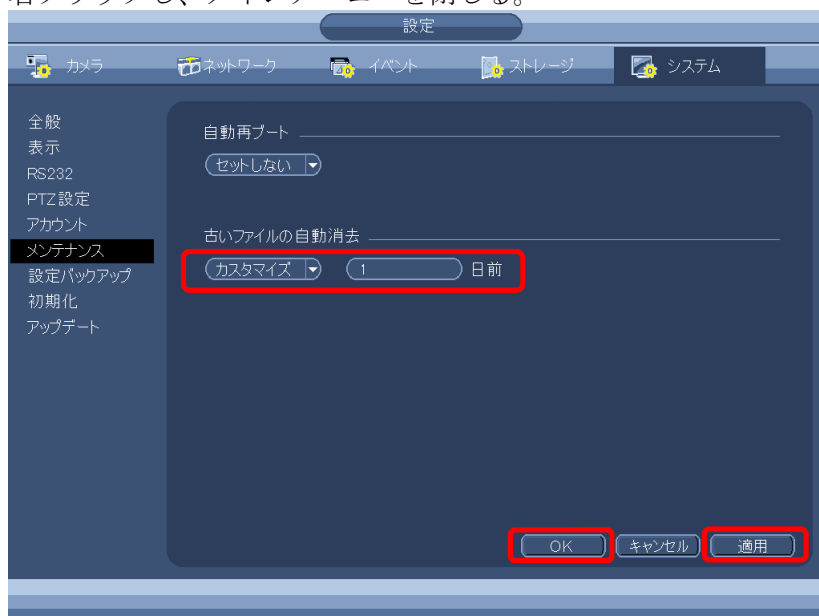 設定
カメラ ネットワーク イベント ストレージ システム
全般
表示
RS232
PTZ設定
アカウント
メンテナンス
設定バックアップ
初期化
アップデート
自動再ブート
セットしない
古いファイルの自動消去
カスタマイズ 1 日前
OK キャンセル 適用